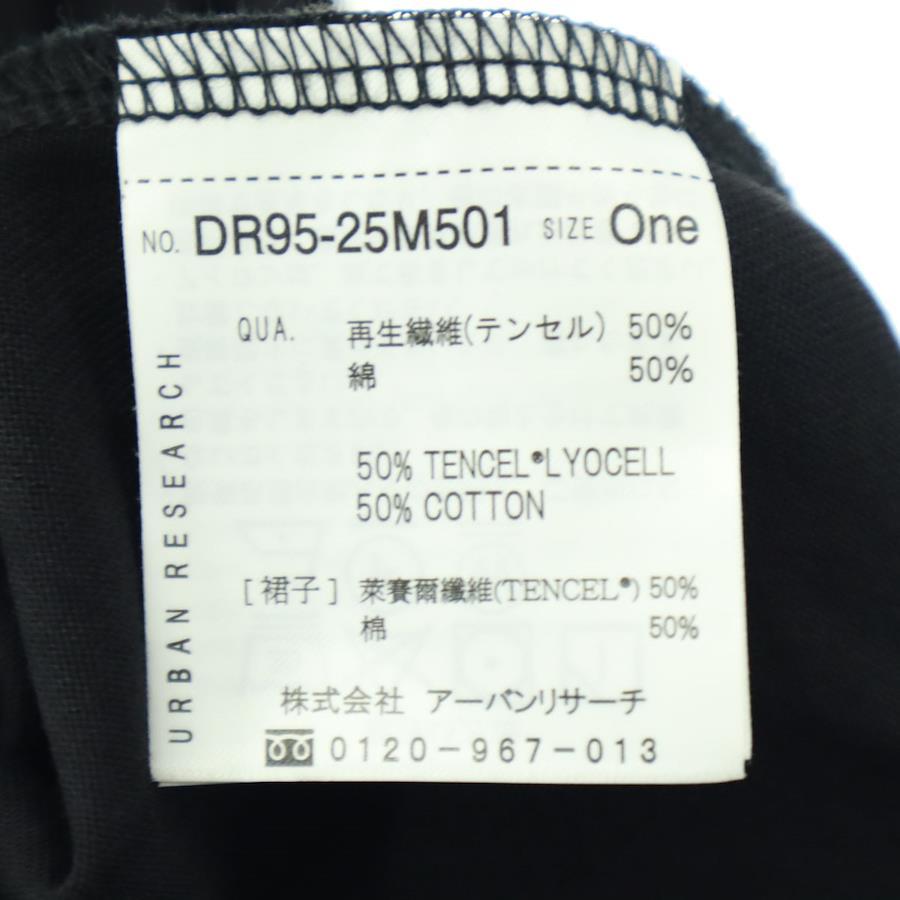 NO. DR95-25M501 SIZE One
QUA. 再生繊維(テンセル) 50%
綿 50%
50% TENCEL®LYOCELL
50% COTTON
[裙子] 萊賽爾纖維(TENCEL®) 50%
棉 50%
株式会社 アーバンリサーチ
0120-967-013
URBAN RESEARCH